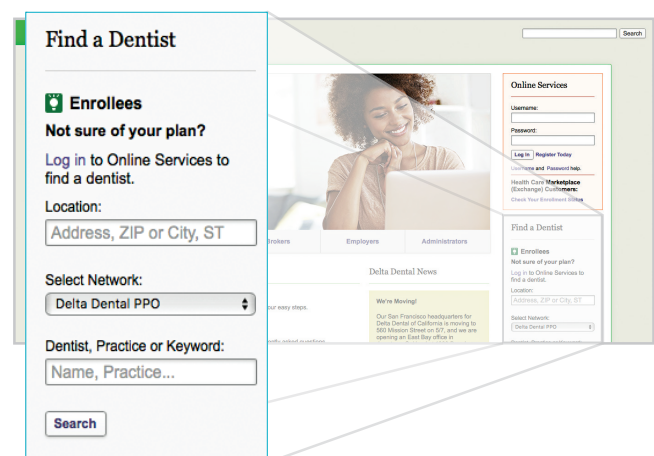 Find a Dentist
Enrollees
Not sure of your plan?
Log in to Online Services to
find a dentist.
Location:
Address, ZIP or City, ST
Select Network:
Delta Dental PPO
Dentist, Practice or Keyword:
Name, Practice...
Search
Search
Online Services
Username:
Password:
Log In Register Today
Username and Password help.
Health Care Marketplace
(Exchange) Customers:
Check Your Enrollment Status
Find a Dentist
Enrollees
Not sure of your plan?
Log in to Online Services to
find a dentist.
Location:
Address, ZIP or City, ST
Select Network:
Delta Dental PPO
Brokers Employers Administrators
Delta Dental News
We're Moving!
Our San Francisco headquarters for
Delta Dental of California is moving to
560 Mission Street on 5/7, and we are
opening an East Bay office in
our easy steps.
asked questions